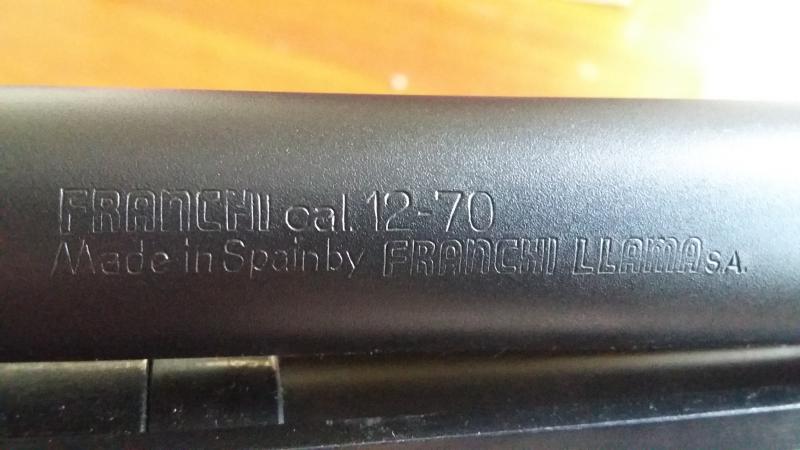 FRANCHI cal. 12-70
Made in Spain by FRANCHI LLAMA S.A.